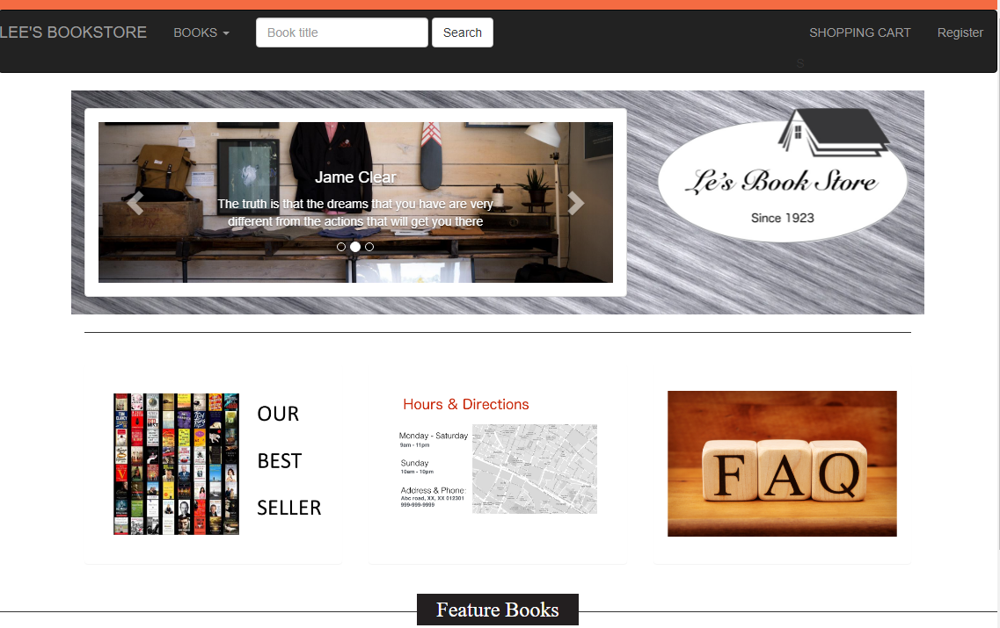 LEE'S BOOKSTORE BOOKS Book title Search SHOPPING CART Register
S
Jame Clear
The truth is that the dreams that you have are very
different from the actions that will get you there
Le's Book Store
Since 1923
OUR
BEST
SELLER
Hours & Directions
Monday - Saturday
9am - 11pm
Sunday
10am - 10pm
Address & Phone:
Abc road, XX, XX 012301
999-999-9999
FAQ
Feature Books